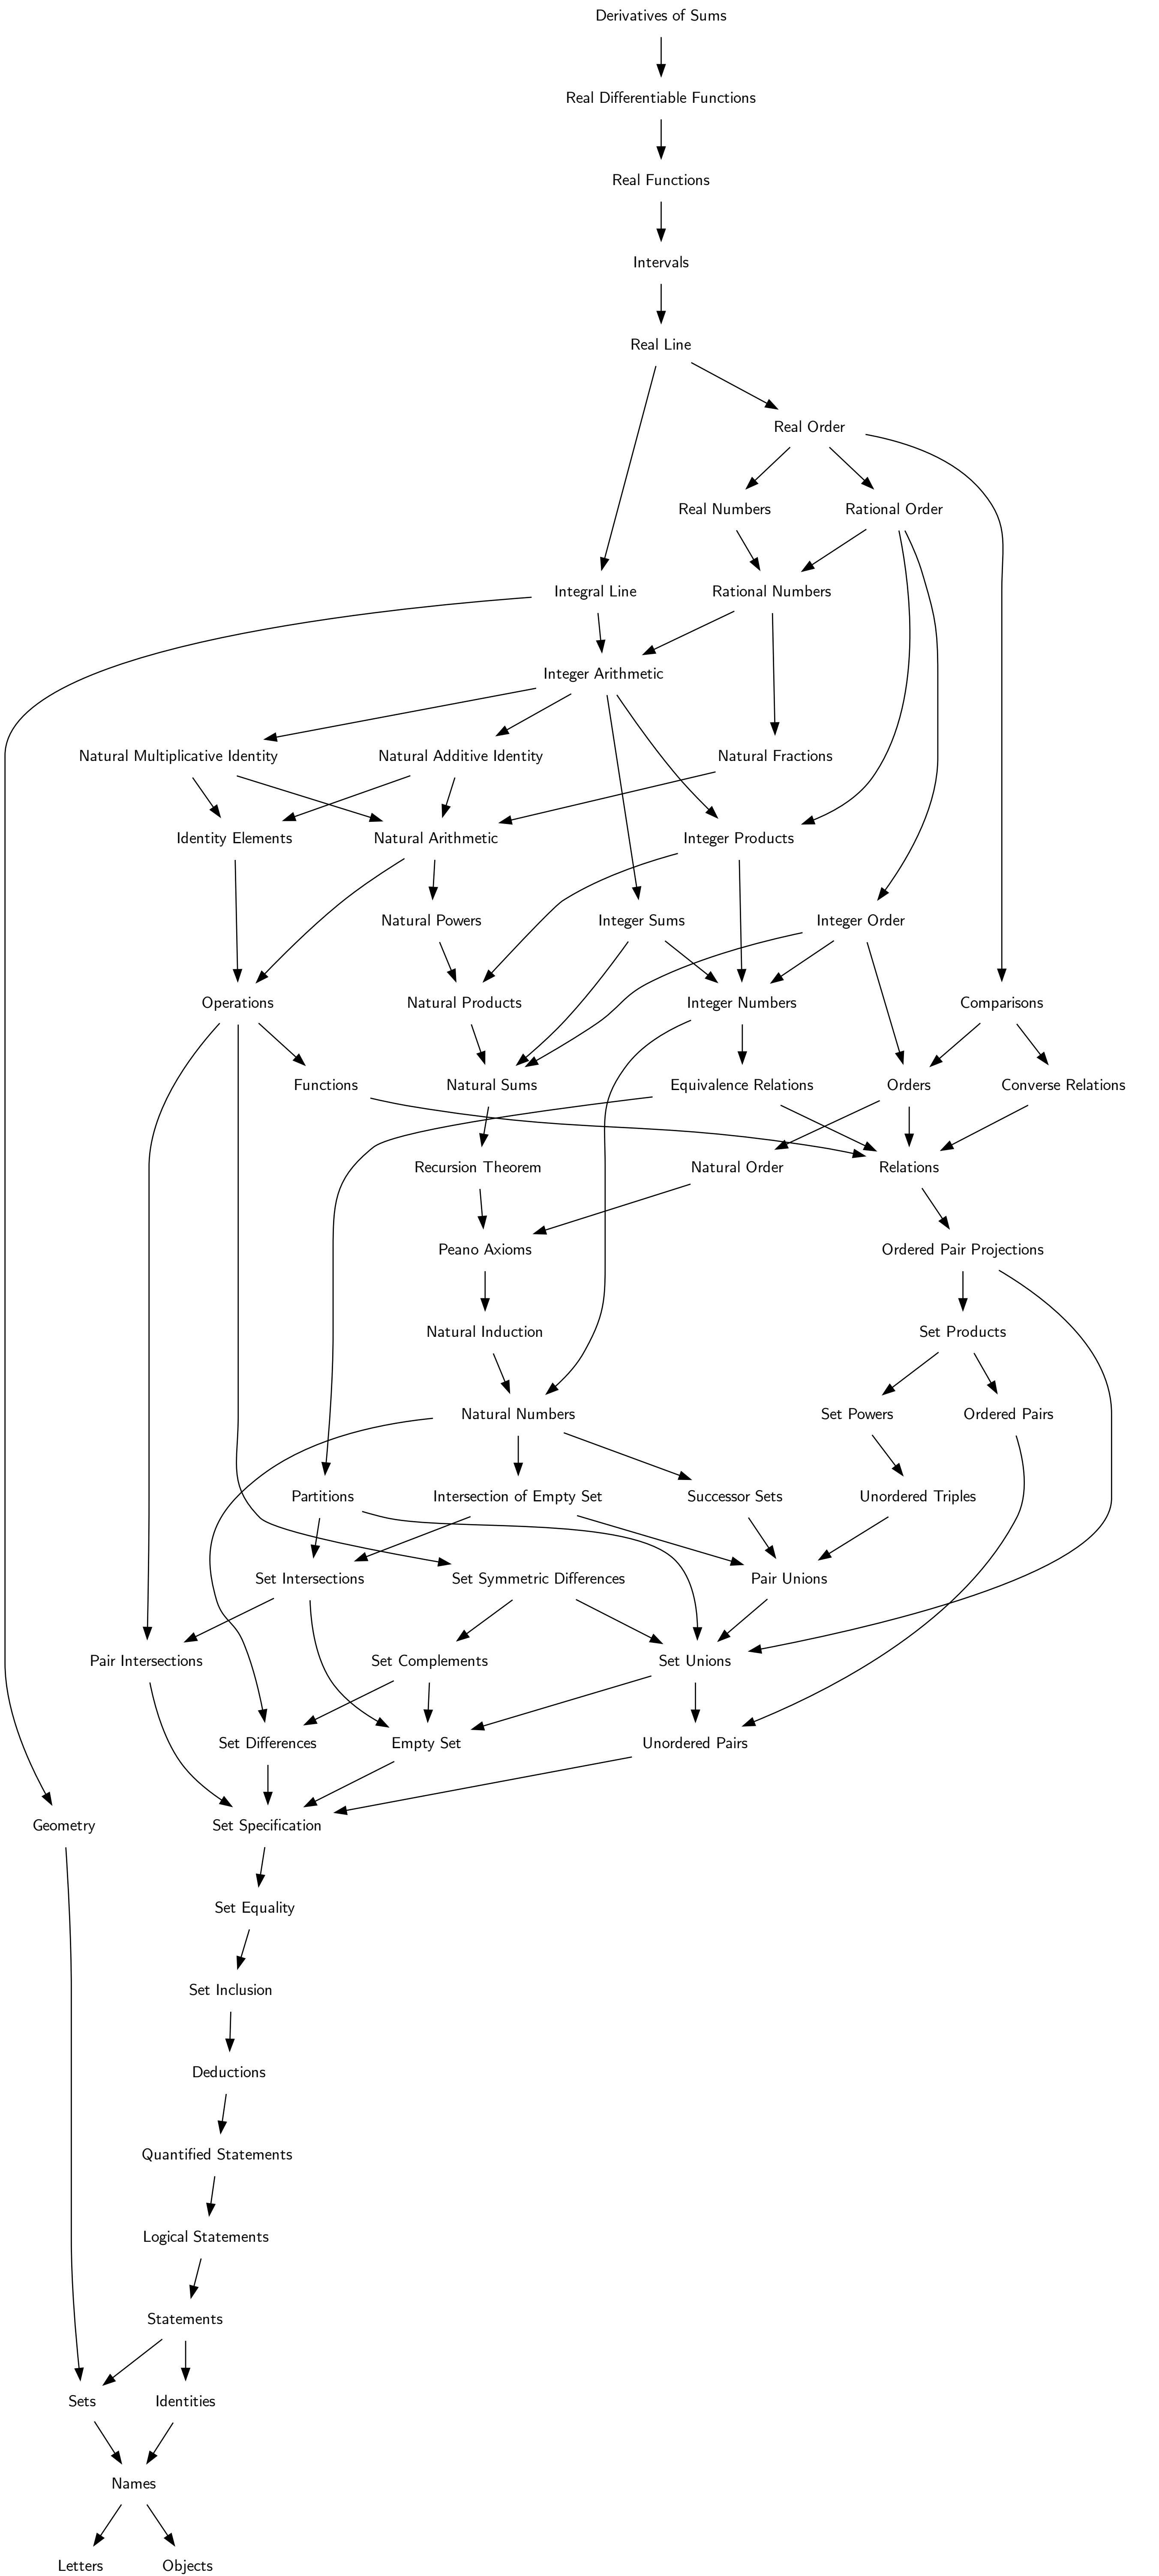 Derivatives of Sums
Real Differentiable Functions
Real Functions
Intervals
Real Line
Real Order
Real Numbers
Rational Order
Integral Line
Rational Numbers
Integer Arithmetic
Natural Multiplicative Identity
Natural Additive Identity
Natural Fractions
Identity Elements
Natural Arithmetic
Integer Products
Natural Powers
Integer Sums
Integer Order
Operations
Natural Products
Integer Numbers
Comparisons
Functions
Natural Sums
Equivalence Relations
Orders
Converse Relations
Recursion Theorem
Natural Order
Relations
Peano Axioms
Ordered Pair Projections
Natural Induction
Set Products
Natural Numbers
Set Powers
Ordered Pairs
Partitions
Intersection of Empty Set
Successor Sets
Unordered Triples
Set Intersections
Set Symmetric Differences
Pair Unions
Pair Intersections
Set Complements
Set Unions
Set Differences
Empty Set
Unordered Pairs
Geometry
Set Specification
Set Equality
Set Inclusion
Deductions
Quantified Statements
Logical Statements
Statements
Sets
Identities
Names
Letters
Objects